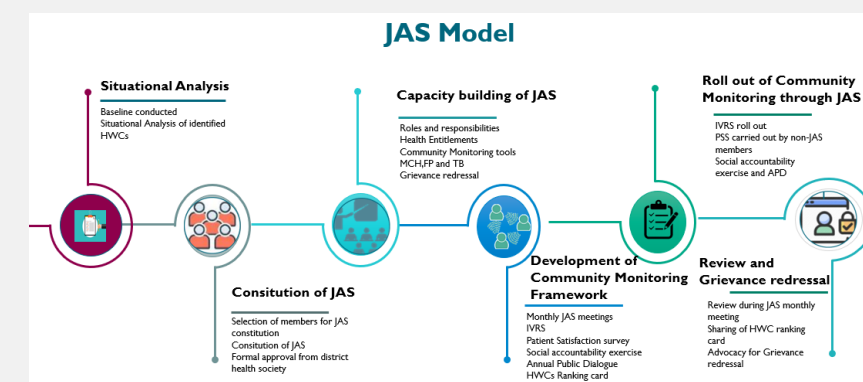 JAS Model
Situational Analysis
Baseline conducted
Situational Analysis of identified
HWCs
Consitution of JAS
Selection of members for JAS
constitution
Consitution of JAS
Formal approval from district
health society
Capacity building of JAS
Roles and responsibilities
Health Entitlements
Community Monitoring tools
MCH,FP and TB
Grievance redressal
Development of
Community Monitoring
Framework
Monthly JAS meetings
IVRS
Patient Satisfaction survey
Social accountability exercise
Annual Public Dialogue
HWCs Ranking card
Roll out of Community
Monitoring through JAS
IVRS roll out
PSS carried out by non-JAS
members
Social accountability
exercise and APD
Review and
Grievance redressal
Review during JAS monthly
meeting
Sharing of HWC ranking
card
Advocacy for Grievance
redressal